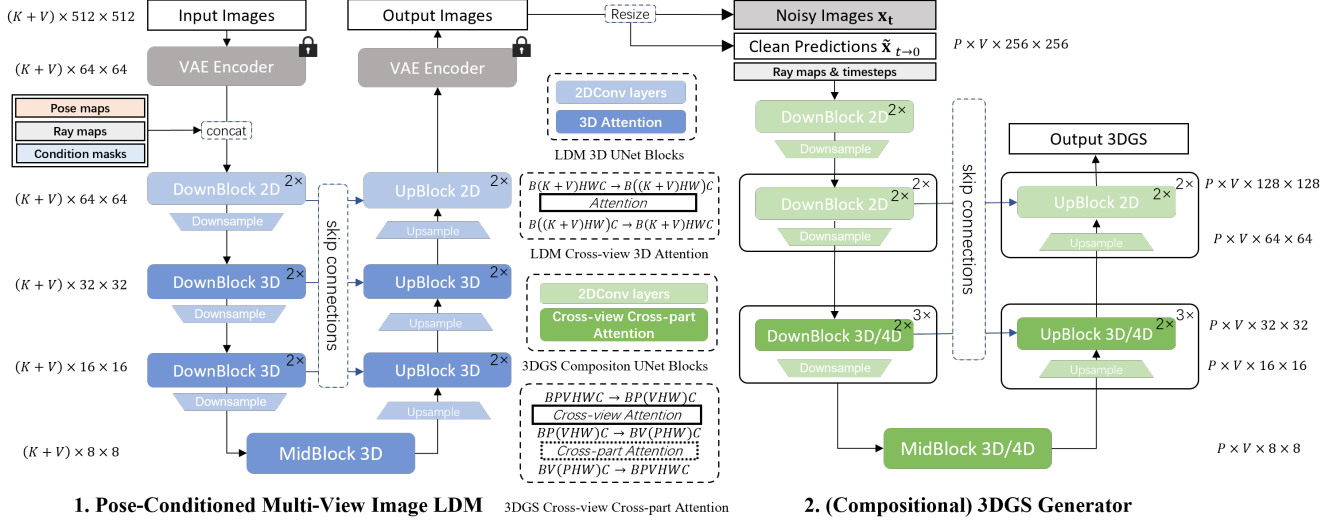 (K + V) × 512 × 512
Input Images
Output Images
Resize
Noisy Images x_t
Clean Predictions x̃_{t→0}
P × V × 256 × 256
Ray maps & timesteps
(K + V) × 64 × 64
VAE Encoder
VAE Encoder
Pose maps
Ray maps
Condition masks
concat
2DConv layers
3D Attention
LDM 3D UNet Blocks
(K + V) × 64 × 64
DownBlock 2D 2×
Downsample
UpBlock 2D 2×
Upsample
skip connections
B(K + V)HWC → B((K + V)HW)C
Attention
B((K + V)HW)C → B(K + V)HWC
LDM Cross-view 3D Attention
(K + V) × 32 × 32
DownBlock 3D 2×
Downsample
UpBlock 3D 2×
Upsample
2DConv layers
Cross-view Cross-part
Attention
3DGS Compositon UNet Blocks
(K + V) × 16 × 16
DownBlock 3D 2×
Downsample
UpBlock 3D 2×
Upsample
BPVHWC → BP(VHW)C
Cross-view Attention
BP(VHW)C → BV(PHW)C
Cross-part Attention
BV(PHW)C → BPVHWC
3DGS Cross-view Cross-part Attention
(K + V) × 8 × 8
MidBlock 3D
1. Pose-Conditioned Multi-View Image LDM
DownBlock 2D 2×
Downsample
DownBlock 2D 2×
2×
Downsample
skip connections
Output 3DGS
UpBlock 2D 2×
2×
Upsample
P × V × 128 × 128
P × V × 64 × 64
DownBlock 3D/4D 2×
3×
Downsample
UpBlock 3D/4D 2×
3×
Upsample
P × V × 32 × 32
P × V × 16 × 16
MidBlock 3D/4D
P × V × 8 × 8
2. (Compositional) 3DGS Generator